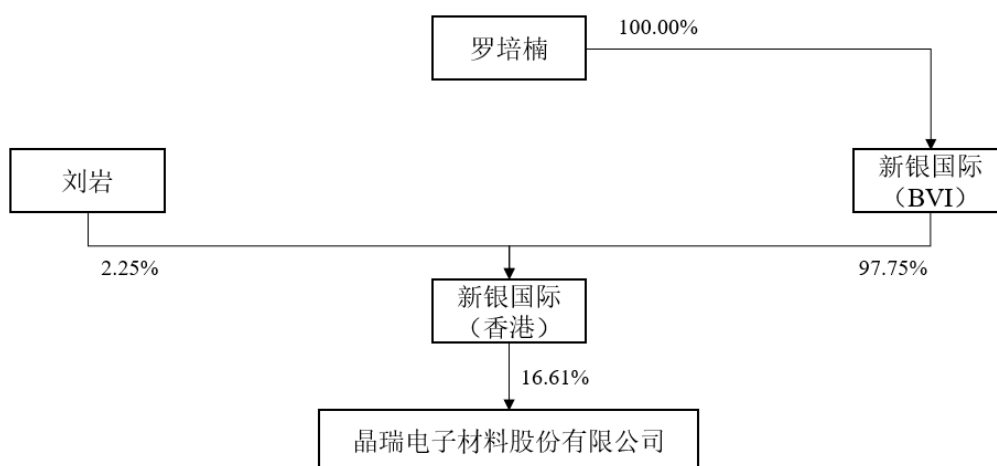 罗培楠
100.00%
刘岩
新银国际
（BVI）
2.25%
97.75%
新银国际
（香港）
16.61%
晶瑞电子材料股份有限公司